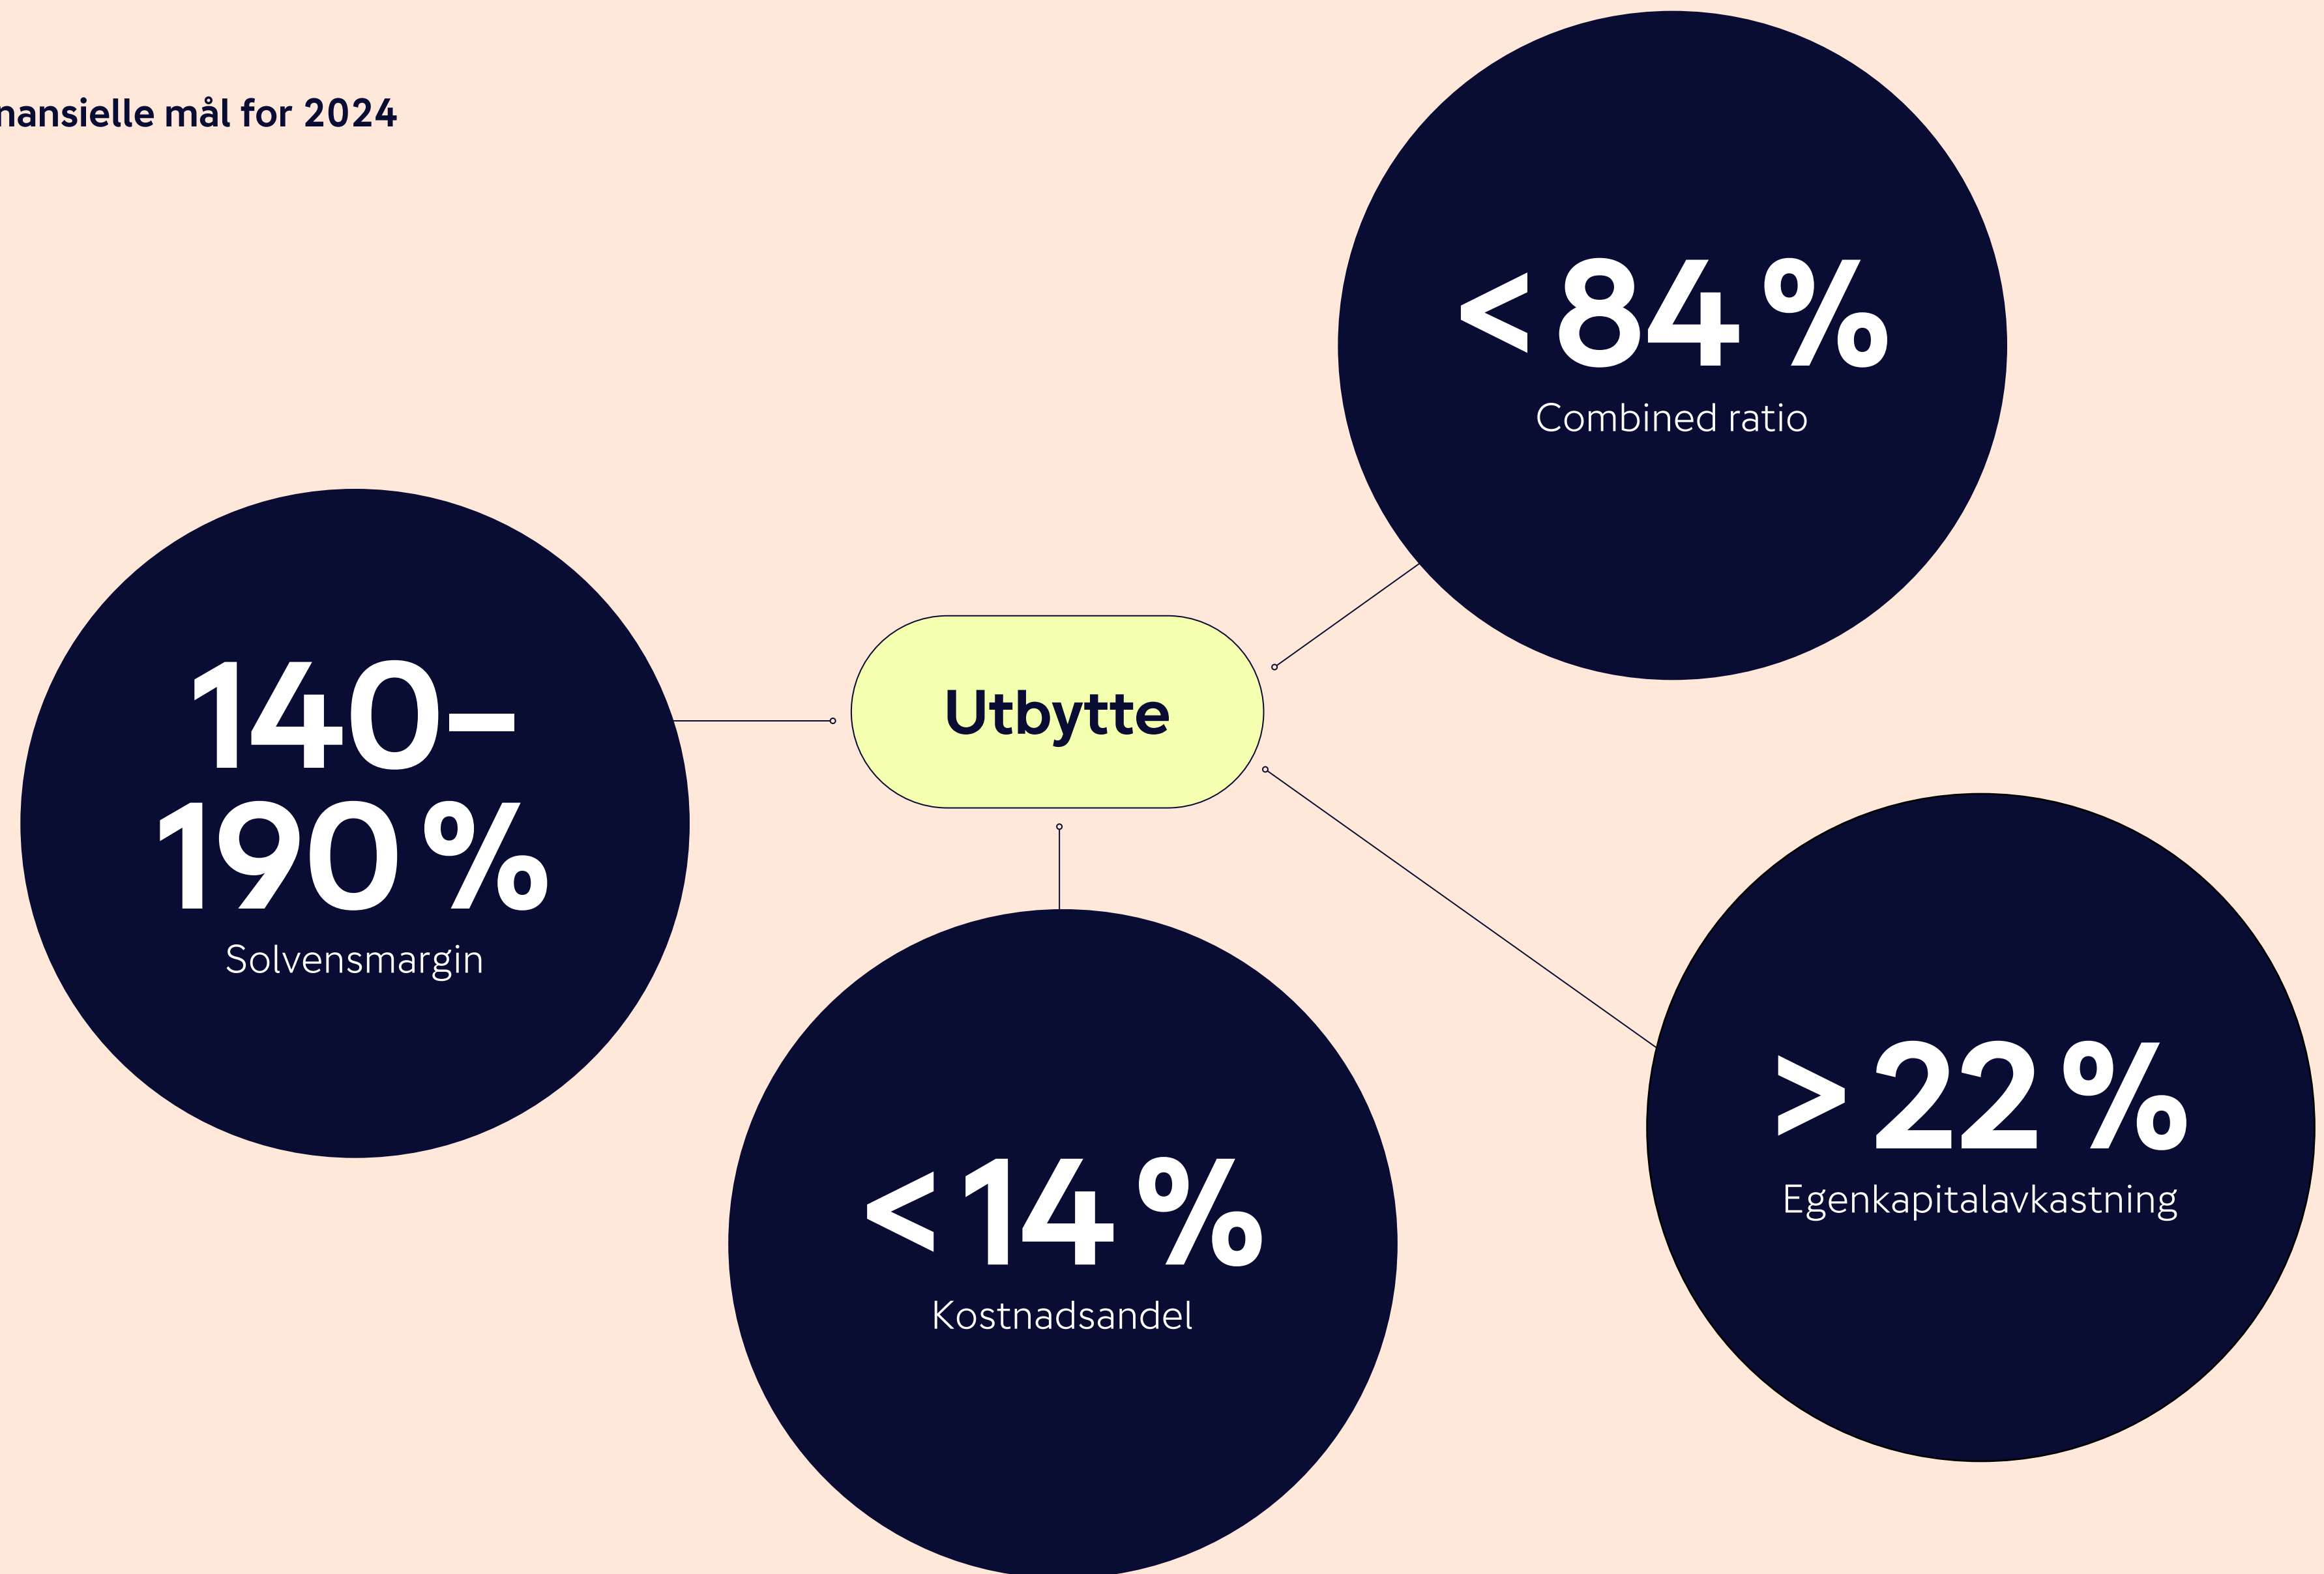 nansielle mål for 2024
< 84 %
Combined ratio
140–
190 %
Solvensmargin
Utbytte
> 22 %
Egenkapitalavkastning
< 14 %
Kostnadsandel